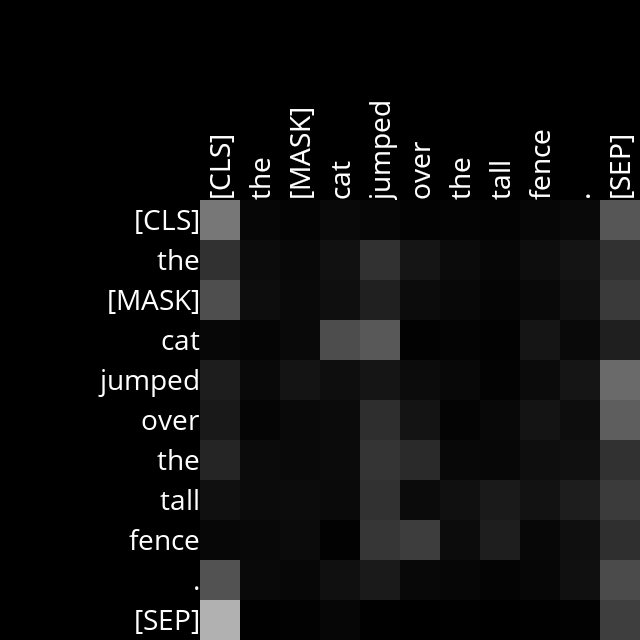 [CLS] the [MASK] cat jumped over the tall fence . [SEP]
[CLS]
the
[MASK]
cat
jumped
over
the
tall
fence
.
[SEP]